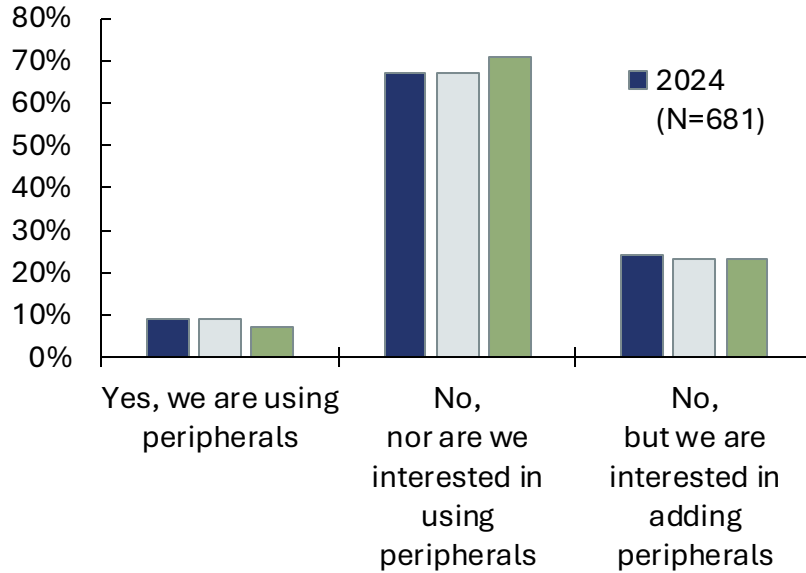 80%
70%
60%
50%
40%
30%
20%
10%
0%
2024
(N=681)
Yes, we are using
peripherals
No,
nor are we
interested in
using
peripherals
No,
but we are
interested in
adding
peripherals